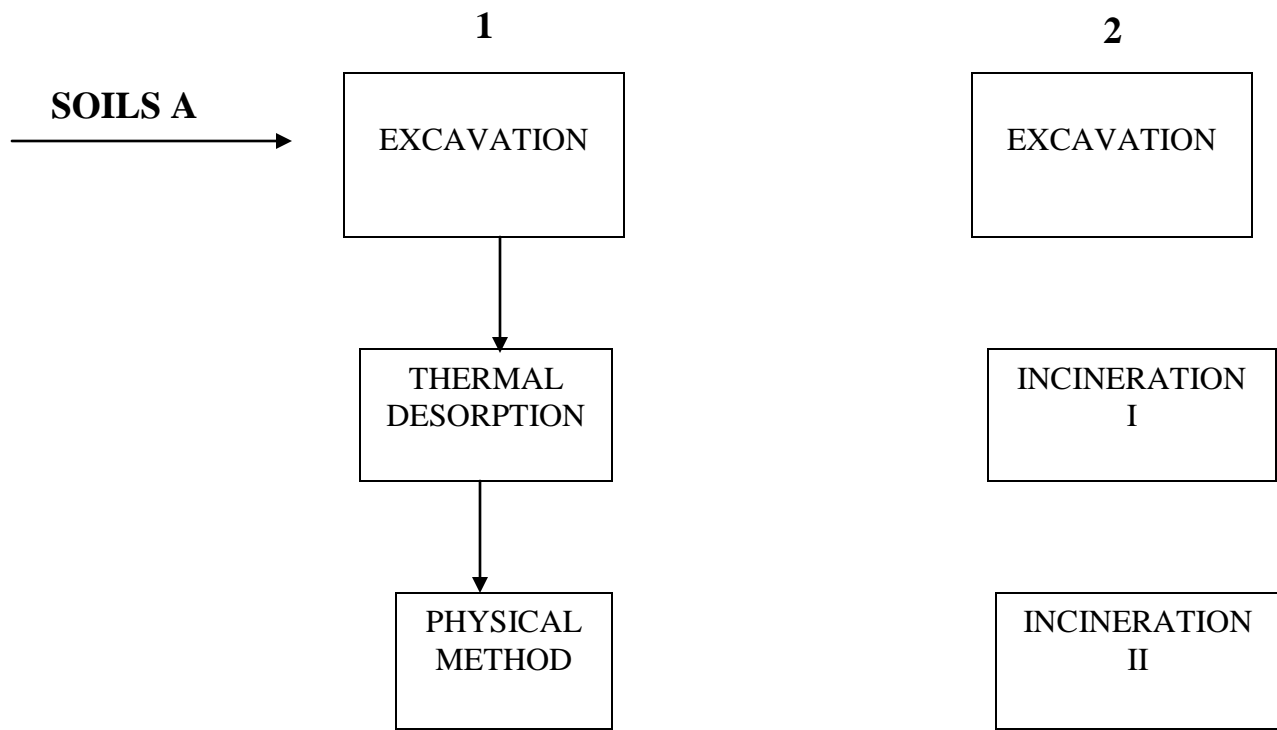 1
2
SOILS A
EXCAVATION
EXCAVATION
THERMAL
DESORPTION
INCINERATION
I
PHYSICAL
METHOD
INCINERATION
II